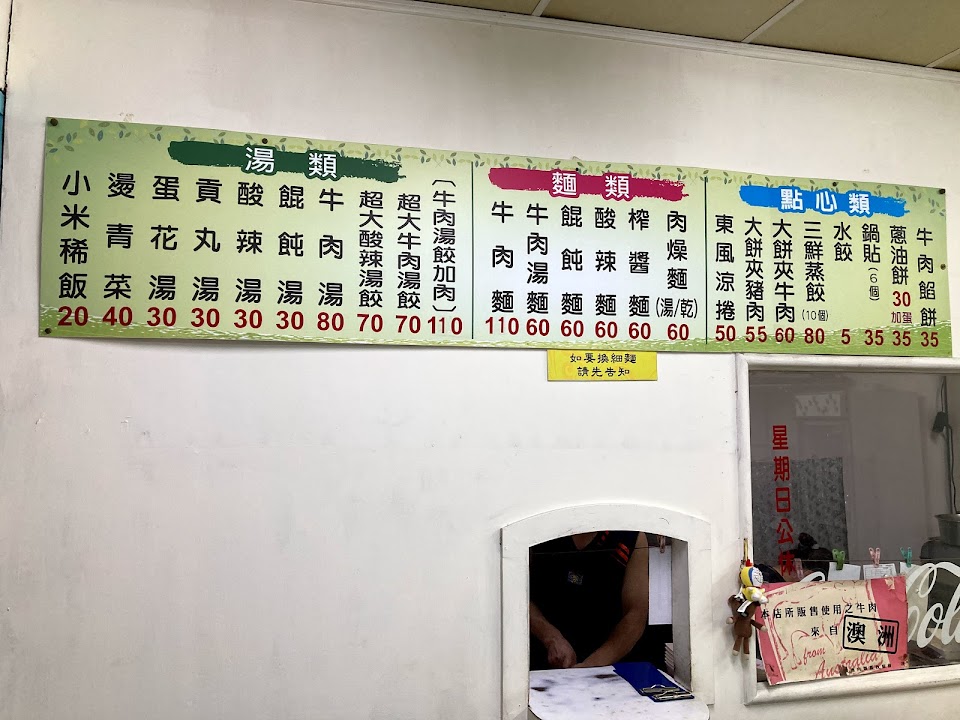 湯類
小米稀飯 20
燙青菜 40
蛋花湯 30
貢丸湯 30
酸辣湯 30
餛飩湯 30
牛肉湯 80
超大酸辣湯餃 70
超大牛肉湯餃 70
(牛肉湯餃加肉) 110
麵類
牛肉麵 110
牛肉湯麵 60
餛飩麵 60
酸辣麵 60
榨醬麵 60
肉燥麵(湯/乾) 60
點心類
東風涼捲 50
大餅夾豬肉 55
大餅夾牛肉 60
三鮮蒸餃(10個) 80
水餃 5
鍋貼(6個) 35
蔥油餅 30
加蛋 35
牛肉餡餅 35
如要換細麵
請先告知
星期日公休
本店所販售使用之牛肉
來自 澳洲
from
Australia